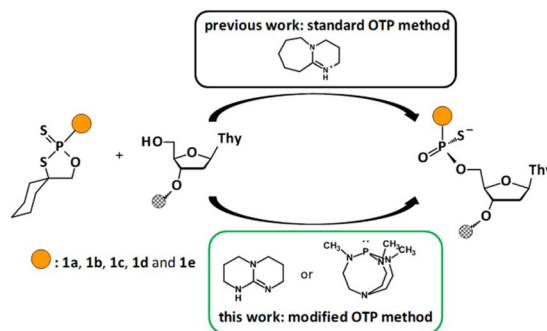 previous work: standard OTP method
N
N⁺
H
S
P
S
O
+
HO
O
Thy
O
O
P
S⁻
O
O
Thy
O
: 1a, 1b, 1c, 1d and 1e
N
H
N
N
or
CH₃
N
P
CH₃
N
N
CH₃
N
this work: modified OTP method